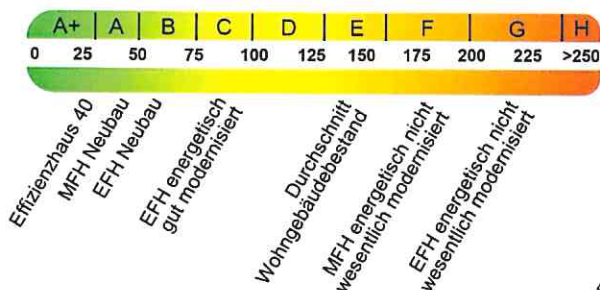 A+ A B C D E F G H
0 25 50 75 100 125 150 175 200 225 >250
Effizienzhaus 40
MFH Neubau
EFH Neubau
EFH energetisch
gut modernisiert
Durchschnitt
Wohngebäudebestand
MFH energetisch nicht
wesentlich modernisiert
EFH energetisch nicht
wesentlich modernisiert